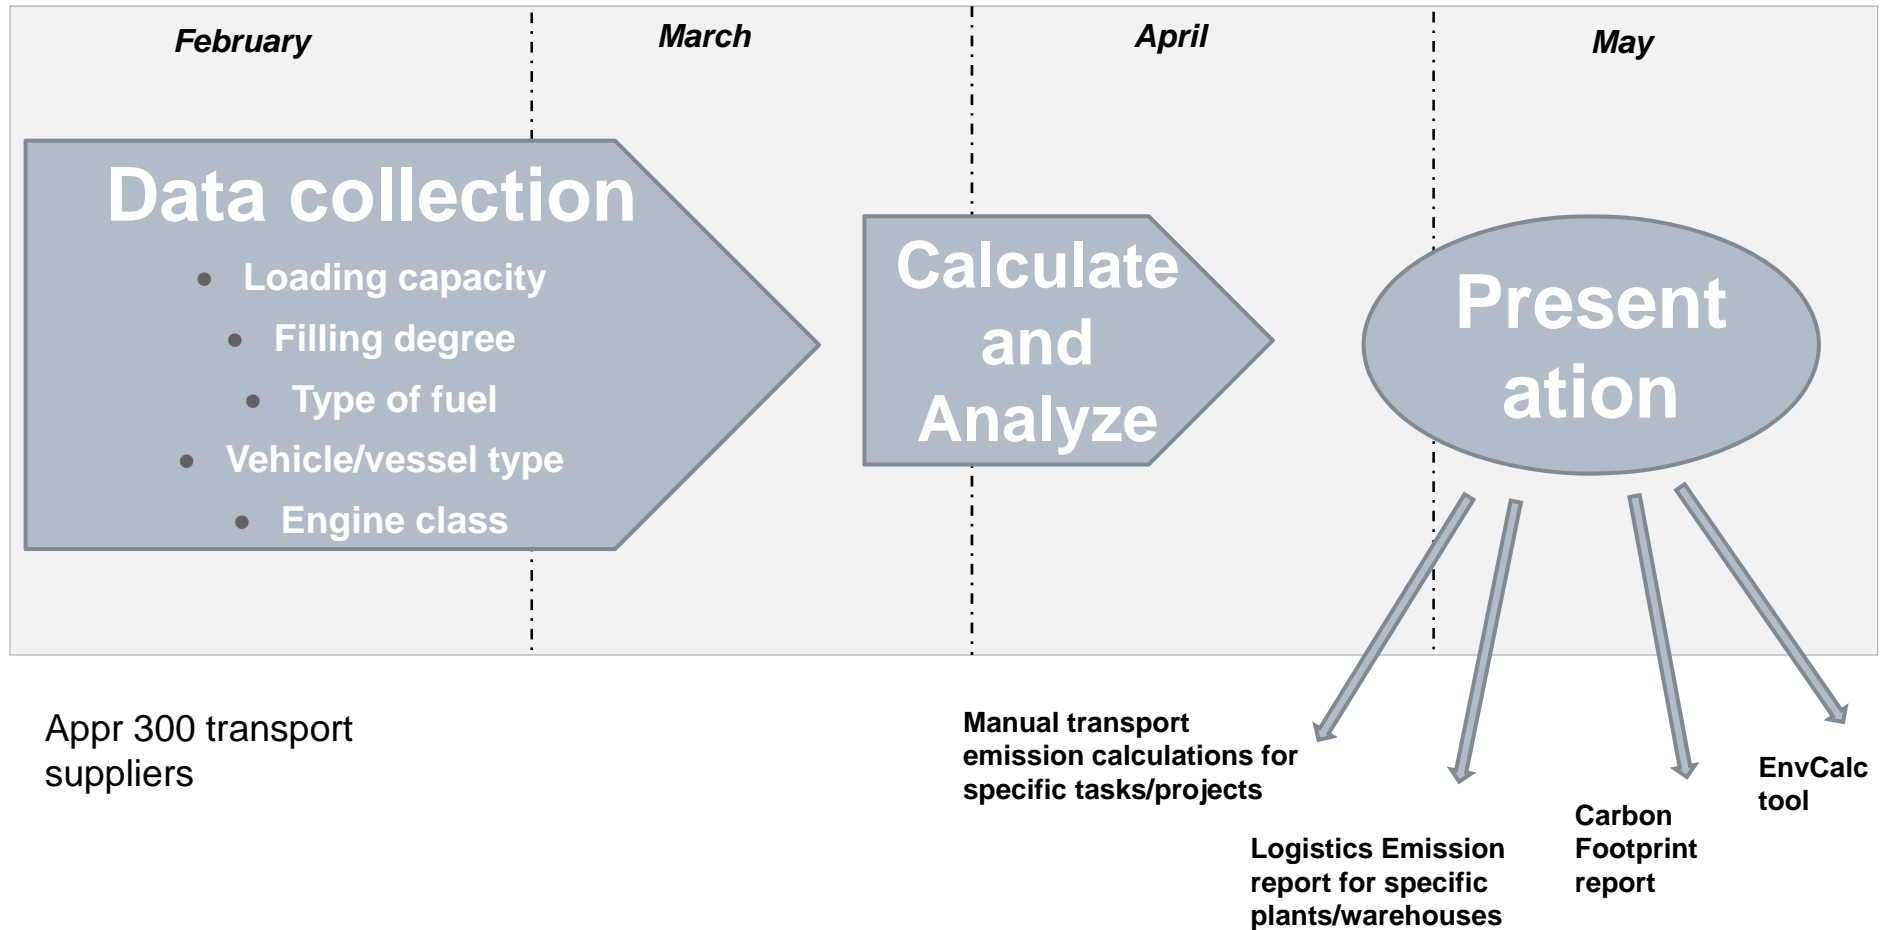 February
March
April
May
Data collection
• Loading capacity
• Filling degree
• Type of fuel
• Vehicle/vessel type
• Engine class
Calculate
and
Analyze
Present
ation
Appr 300 transport
suppliers
Manual transport
emission calculations for
specific tasks/projects
Logistics Emission
report for specific
plants/warehouses
Carbon
Footprint
report
EnvCalc
tool